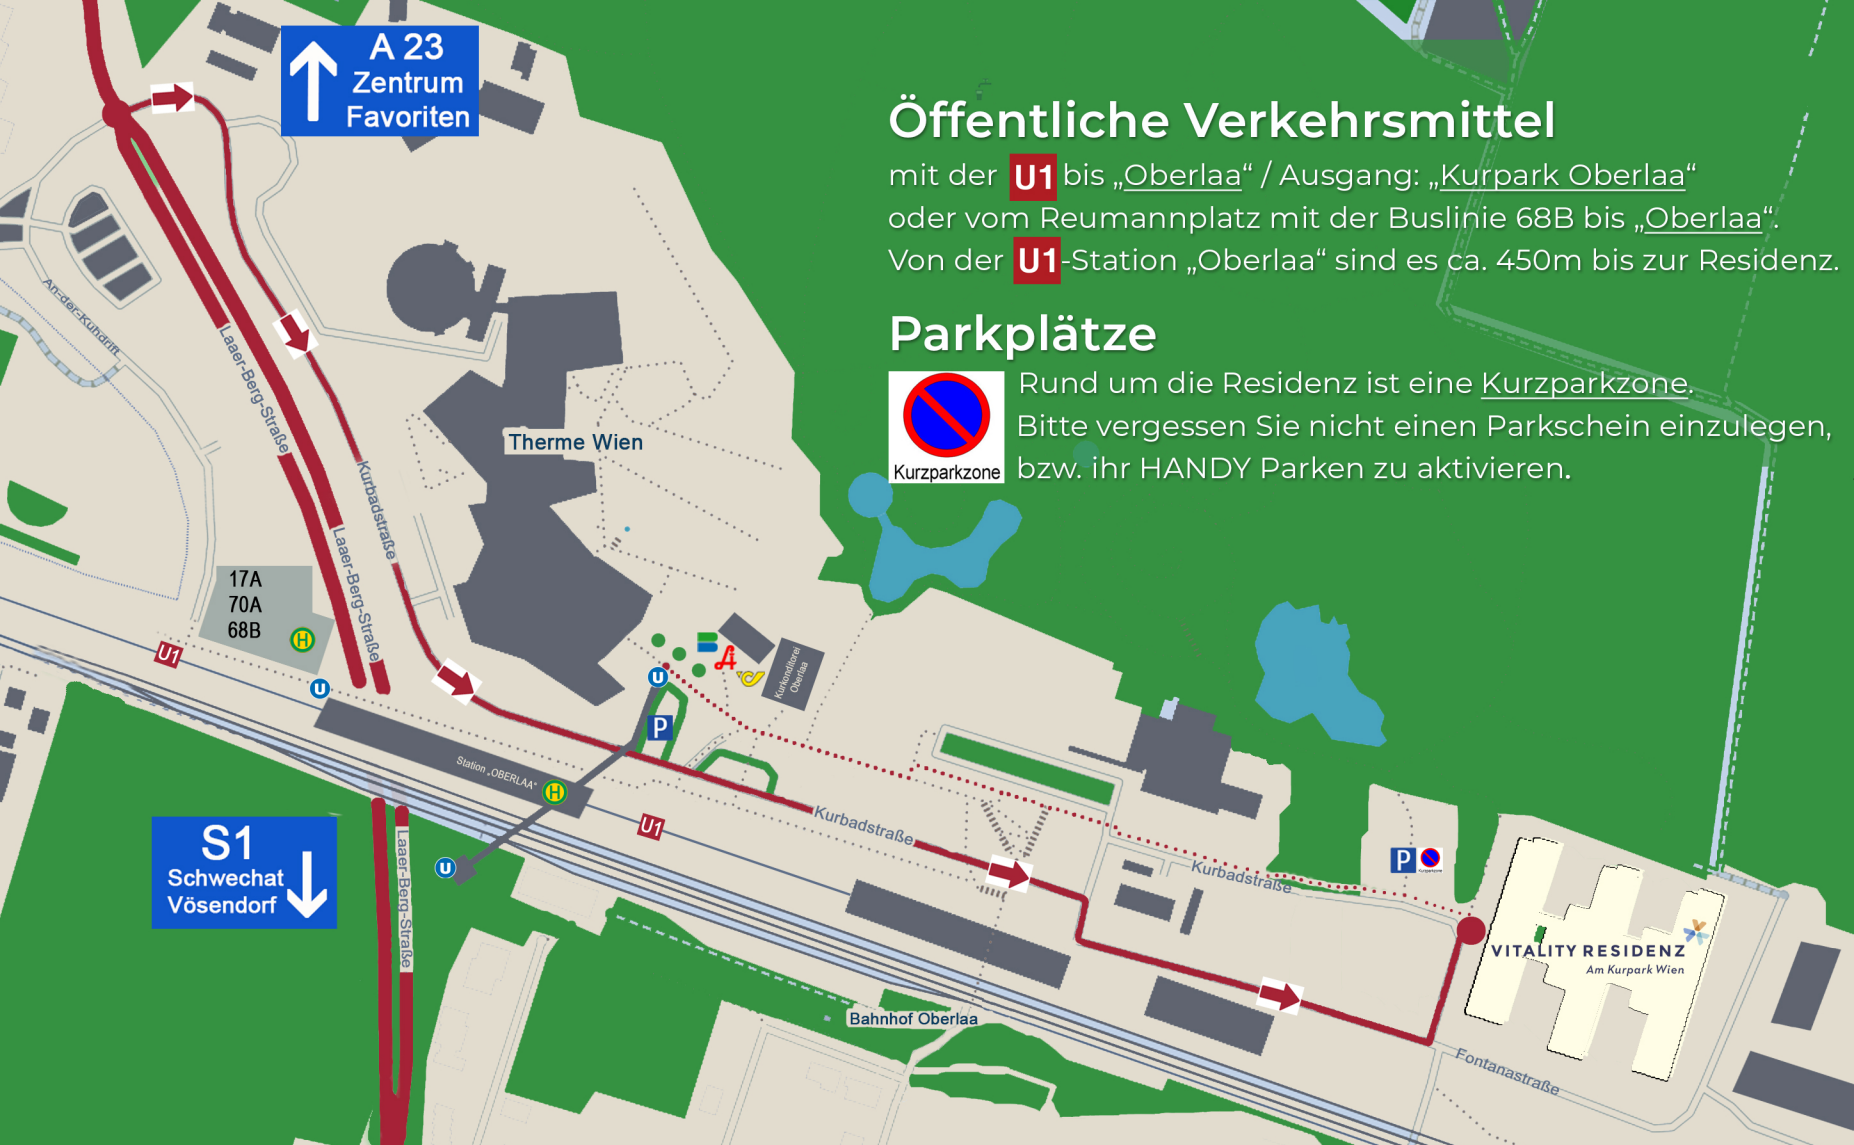 A 23
Zentrum
Favoriten
Öffentliche Verkehrsmittel
mit der U1 bis „Oberlaa“ / Ausgang: „Kurpark Oberlaa“
oder vom Reumannplatz mit der Buslinie 68B bis „Oberlaa“.
Von der U1-Station „Oberlaa“ sind es ca. 450m bis zur Residenz.
Parkplätze
Rund um die Residenz ist eine Kurzparkzone.
Bitte vergessen Sie nicht einen Parkschein einzulegen,
bzw. ihr HANDY Parken zu aktivieren.
Kurzparkzone
An-der-Kuhdrift
Laaer-Berg-Straße
Kurbadstraße
Therme Wien
Laaer-Berg-Straße
17A
70A
68B
H
U1
U
U
P
Kurkonditorei
Oberlaa
Station „OBERLAA“
H
U1
U
Kurbadstraße
Kurbadstraße
P
Kurzparkzone
S1
Schwechat
Vösendorf
Laaer-Berg-Straße
VITALITY RESIDENZ
Am Kurpark Wien
Bahnhof Oberlaa
Fontanastraße